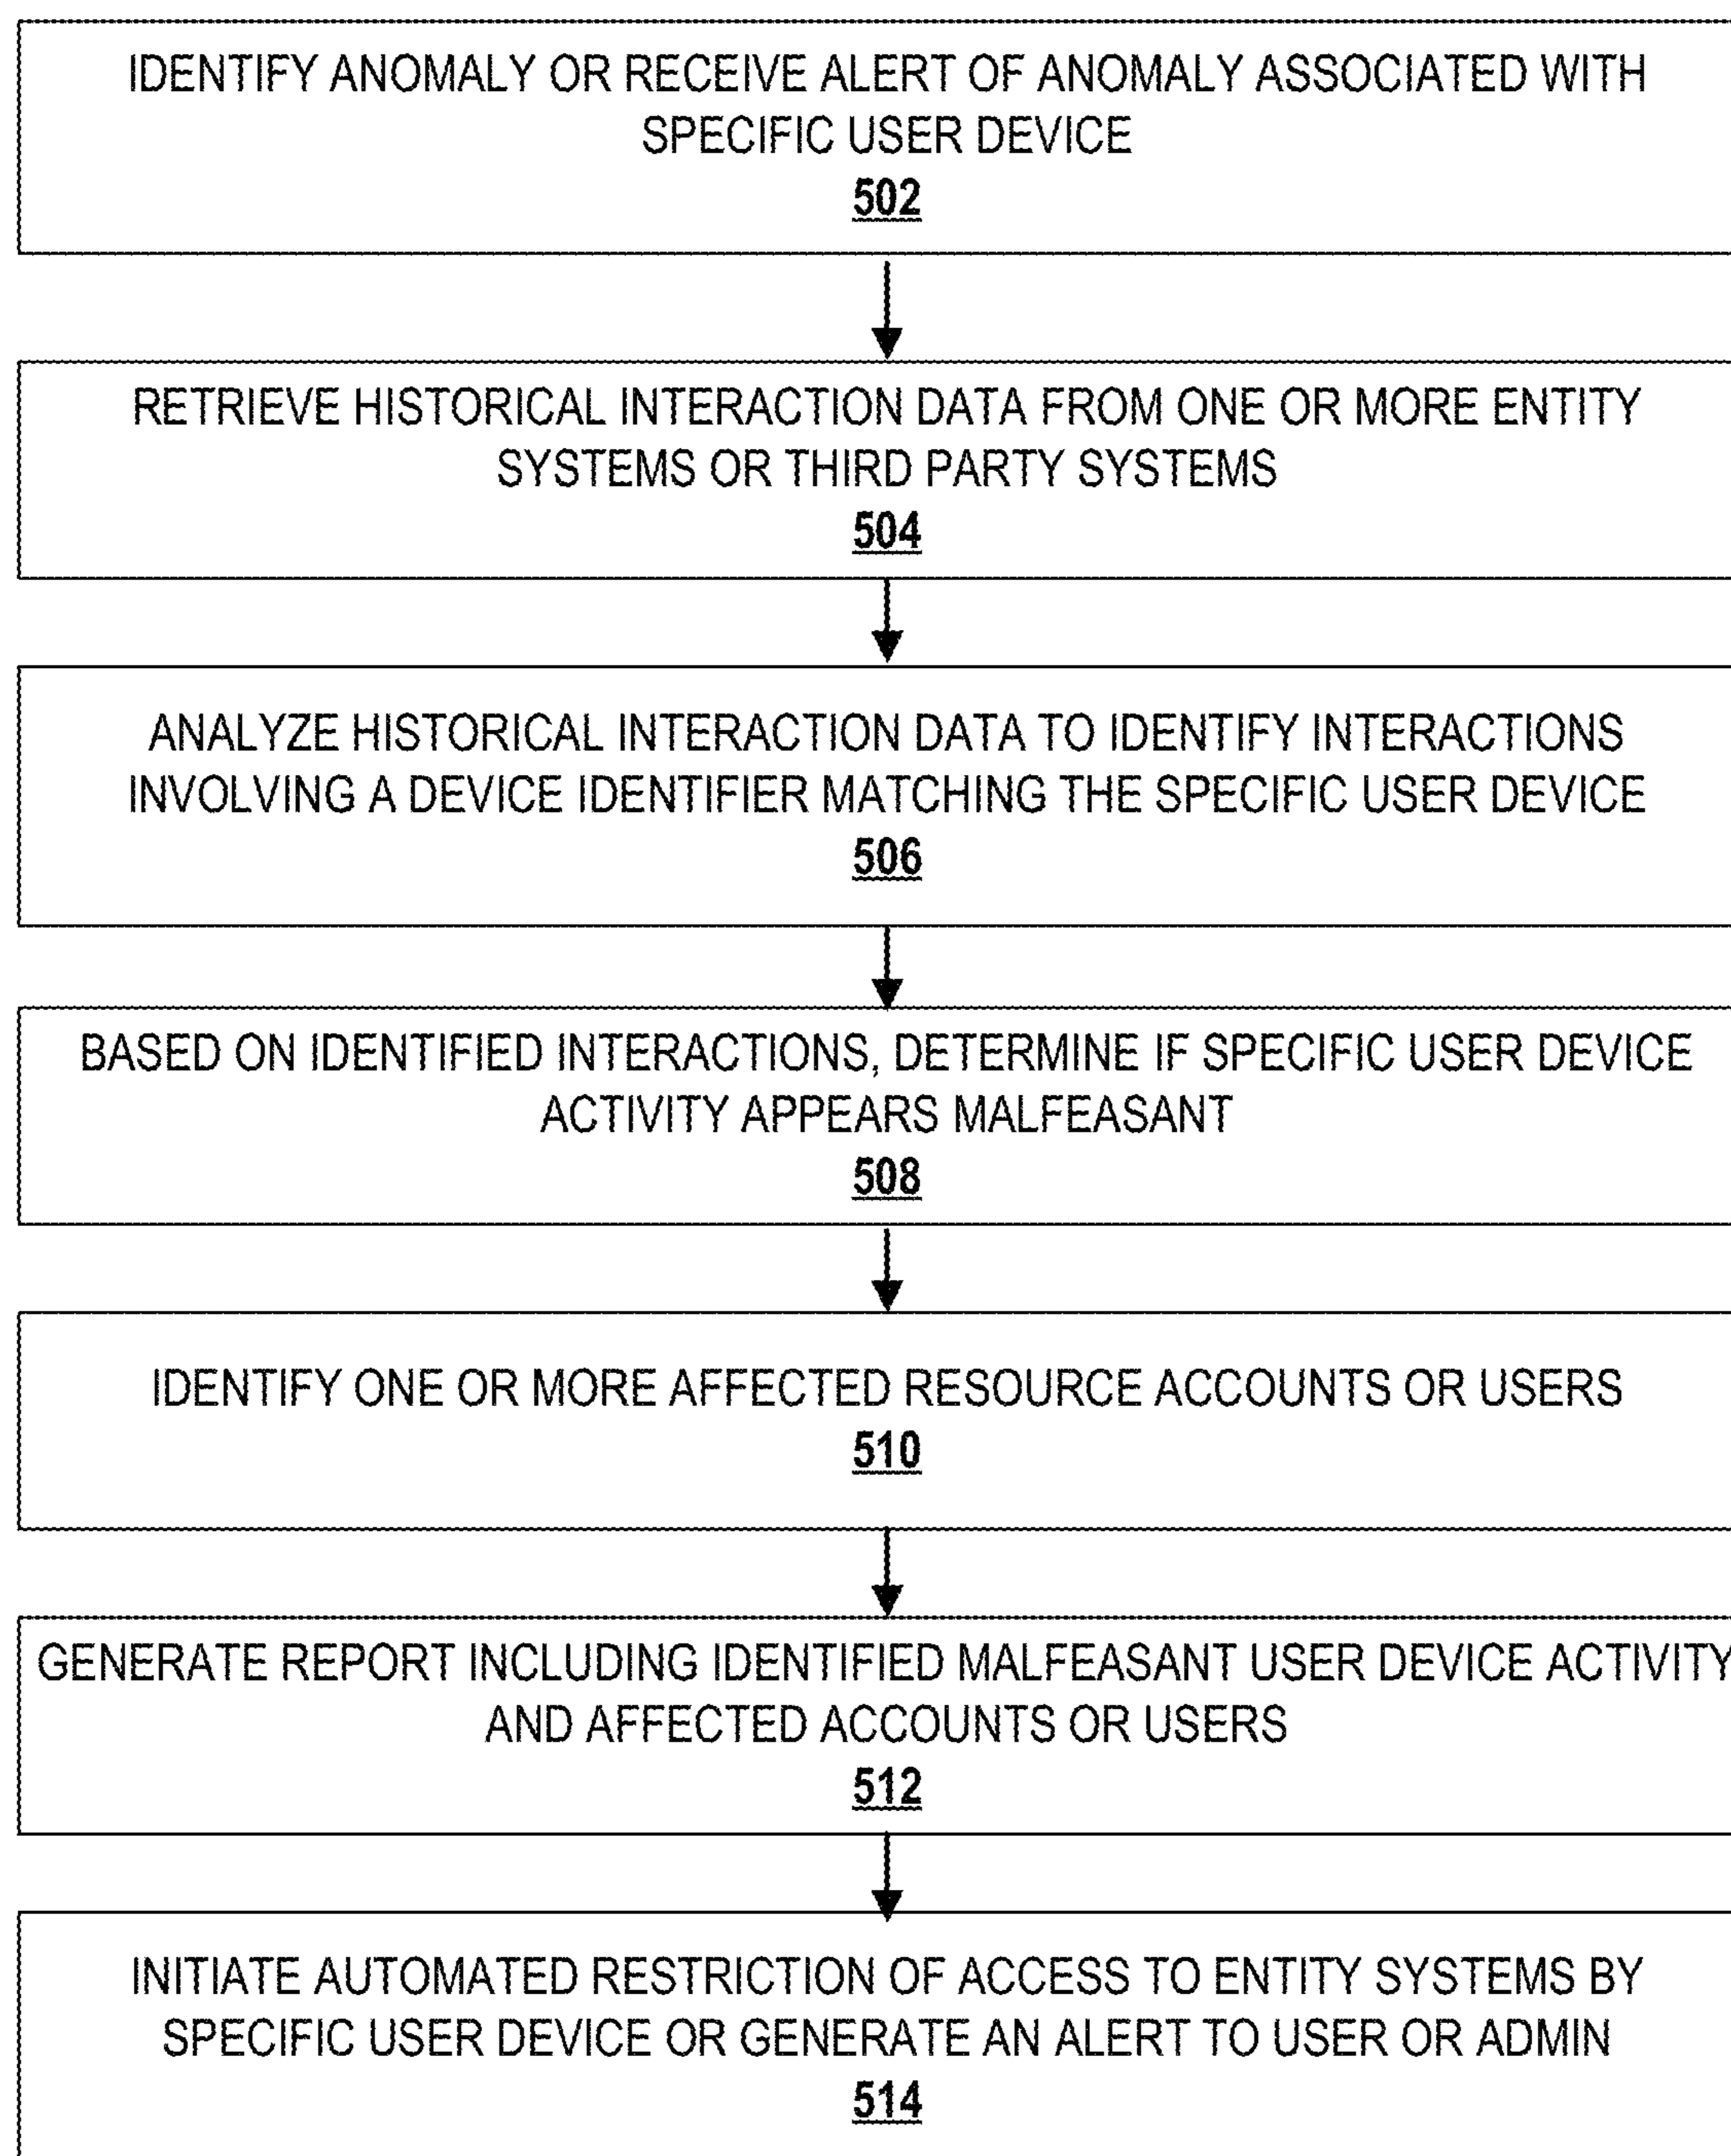 IDENTIFY ANOMALY OR RECEIVE ALERT OF ANOMALY ASSOCIATED WITH
SPECIFIC USER DEVICE
502
RETRIEVE HISTORICAL INTERACTION DATA FROM ONE OR MORE ENTITY
SYSTEMS OR THIRD PARTY SYSTEMS
504
ANALYZE HISTORICAL INTERACTION DATA TO IDENTIFY INTERACTIONS
INVOLVING A DEVICE IDENTIFIER MATCHING THE SPECIFIC USER DEVICE
506
BASED ON IDENTIFIED INTERACTIONS, DETERMINE IF SPECIFIC USER DEVICE
ACTIVITY APPEARS MALFEASANT
508
IDENTIFY ONE OR MORE AFFECTED RESOURCE ACCOUNTS OR USERS
510
GENERATE REPORT INCLUDING IDENTIFIED MALFEASANT USER DEVICE ACTIVITY
AND AFFECTED ACCOUNTS OR USERS
512
INITIATE AUTOMATED RESTRICTION OF ACCESS TO ENTITY SYSTEMS BY
SPECIFIC USER DEVICE OR GENERATE AN ALERT TO USER OR ADMIN
514